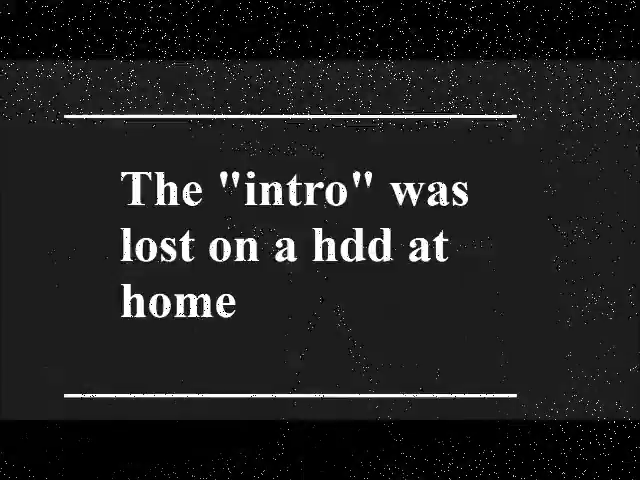 The "intro" was
lost on a hdd at
home